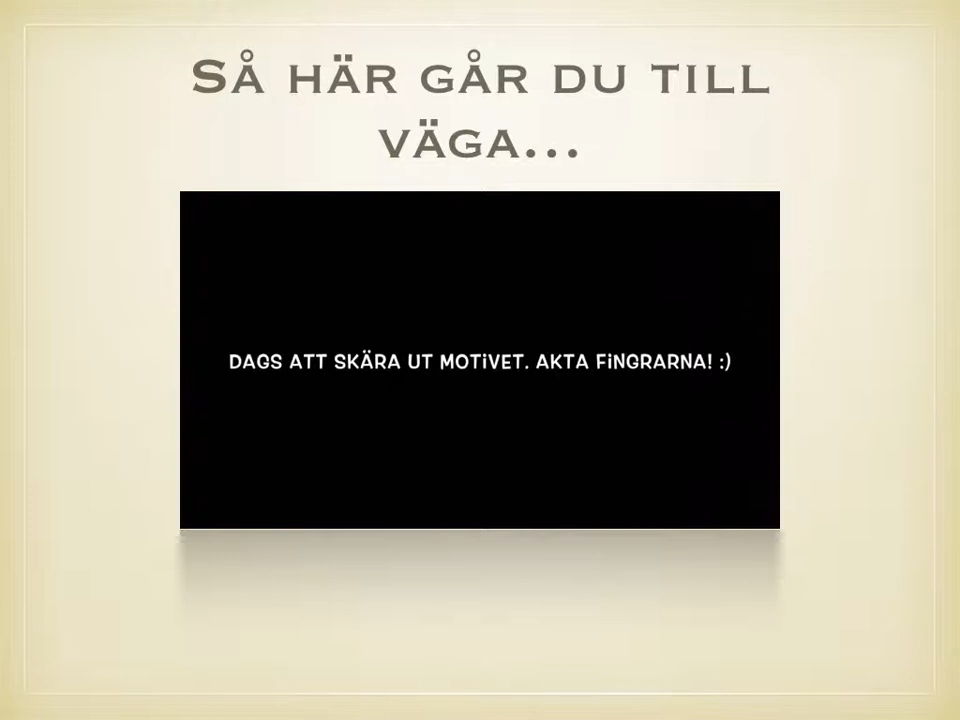 Så här går du till
väga...
DAGS ATT SKÄRA UT MOTiVET. AKTA FiNGRARNA! :)